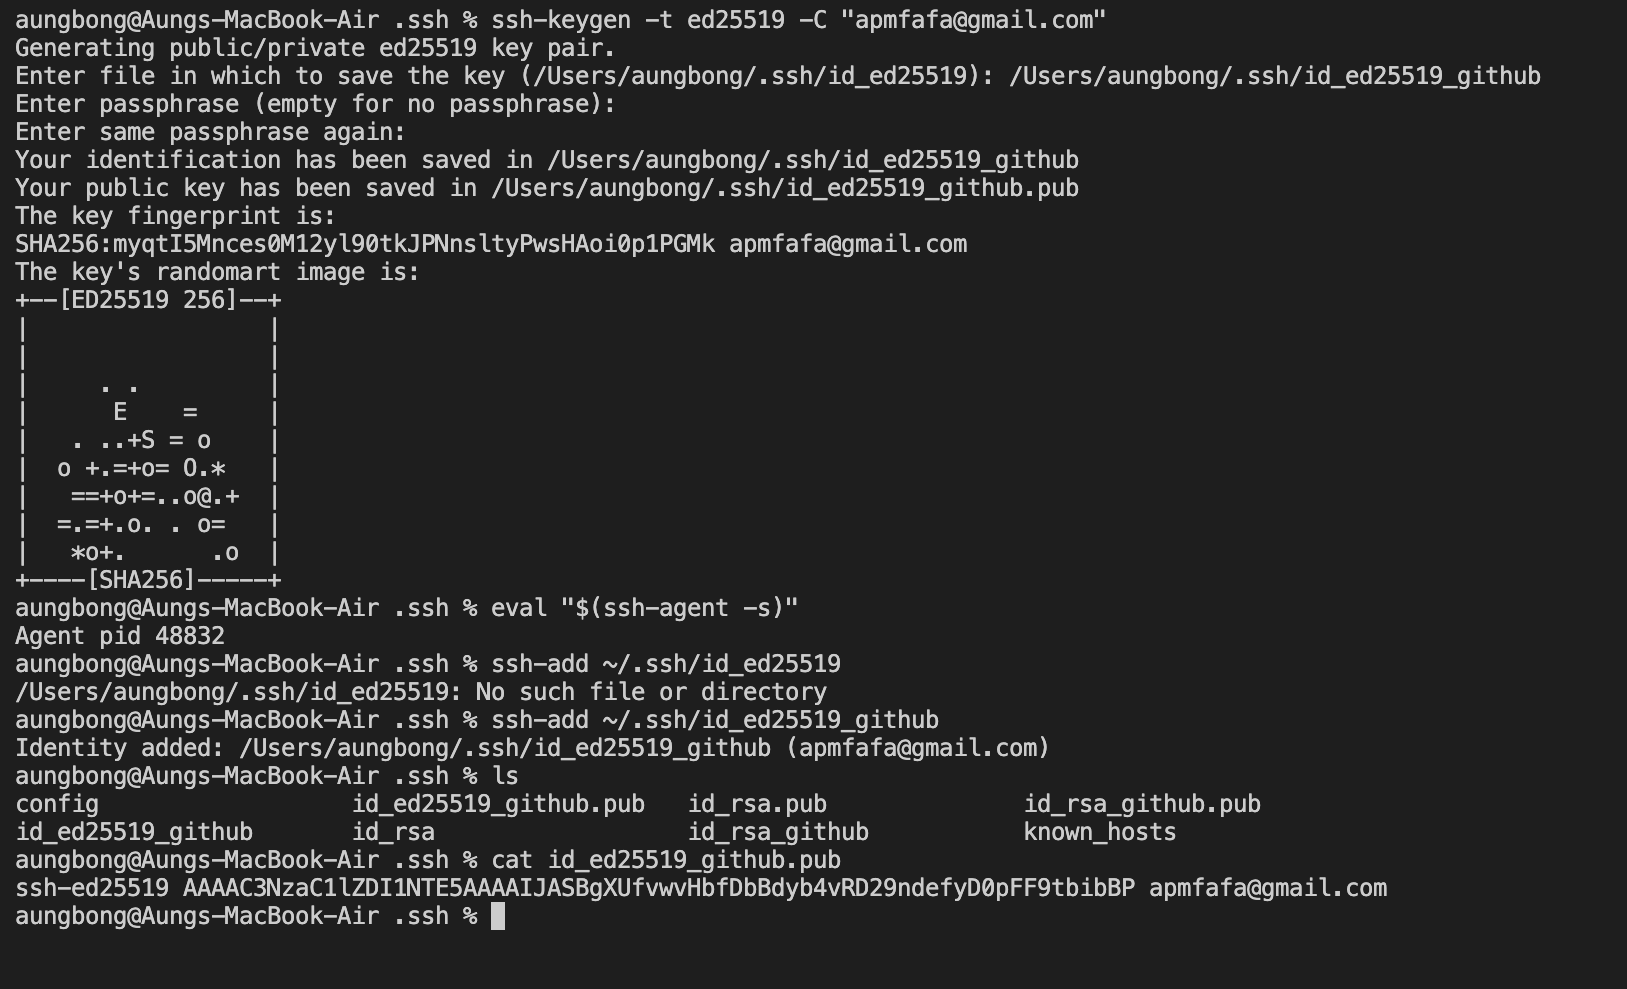 aungbong@Aungs-MacBook-Air .ssh % ssh-keygen -t ed25519 -C "apmfafa@gmail.com"
Generating public/private ed25519 key pair.
Enter file in which to save the key (/Users/aungbong/.ssh/id_ed25519): /Users/aungbong/.ssh/id_ed25519_github
Enter passphrase (empty for no passphrase):
Enter same passphrase again:
Your identification has been saved in /Users/aungbong/.ssh/id_ed25519_github
Your public key has been saved in /Users/aungbong/.ssh/id_ed25519_github.pub
The key fingerprint is:
SHA256:myqtI5Mnces0M12yl90tkJPNnsltyPwsHAoi0p1PGMk apmfafa@gmail.com
The key's randomart image is:
+--[ED25519 256]--+
|                 |
|                 |
|     . .         |
|      E    =     |
|   . ..+S = o    |
|  o +.=+o= O.*   |
|   ==+o+=..o@.+  |
|  =.=+.o. . o=   |
|   *o+.      .o  |
+----[SHA256]-----+
aungbong@Aungs-MacBook-Air .ssh % eval "$(ssh-agent -s)"
Agent pid 48832
aungbong@Aungs-MacBook-Air .ssh % ssh-add ~/.ssh/id_ed25519
/Users/aungbong/.ssh/id_ed25519: No such file or directory
aungbong@Aungs-MacBook-Air .ssh % ssh-add ~/.ssh/id_ed25519_github
Identity added: /Users/aungbong/.ssh/id_ed25519_github (apmfafa@gmail.com)
aungbong@Aungs-MacBook-Air .ssh % ls
config                  id_ed25519_github.pub   id_rsa.pub              id_rsa_github.pub
id_ed25519_github       id_rsa                  id_rsa_github           known_hosts
aungbong@Aungs-MacBook-Air .ssh % cat id_ed25519_github.pub
ssh-ed25519 AAAAC3NzaC1lZDI1NTE5AAAAIJASBgXUfvwvHbfDbBdyb4vRD29ndefyD0pFF9tbibBP apmfafa@gmail.com
aungbong@Aungs-MacBook-Air .ssh %